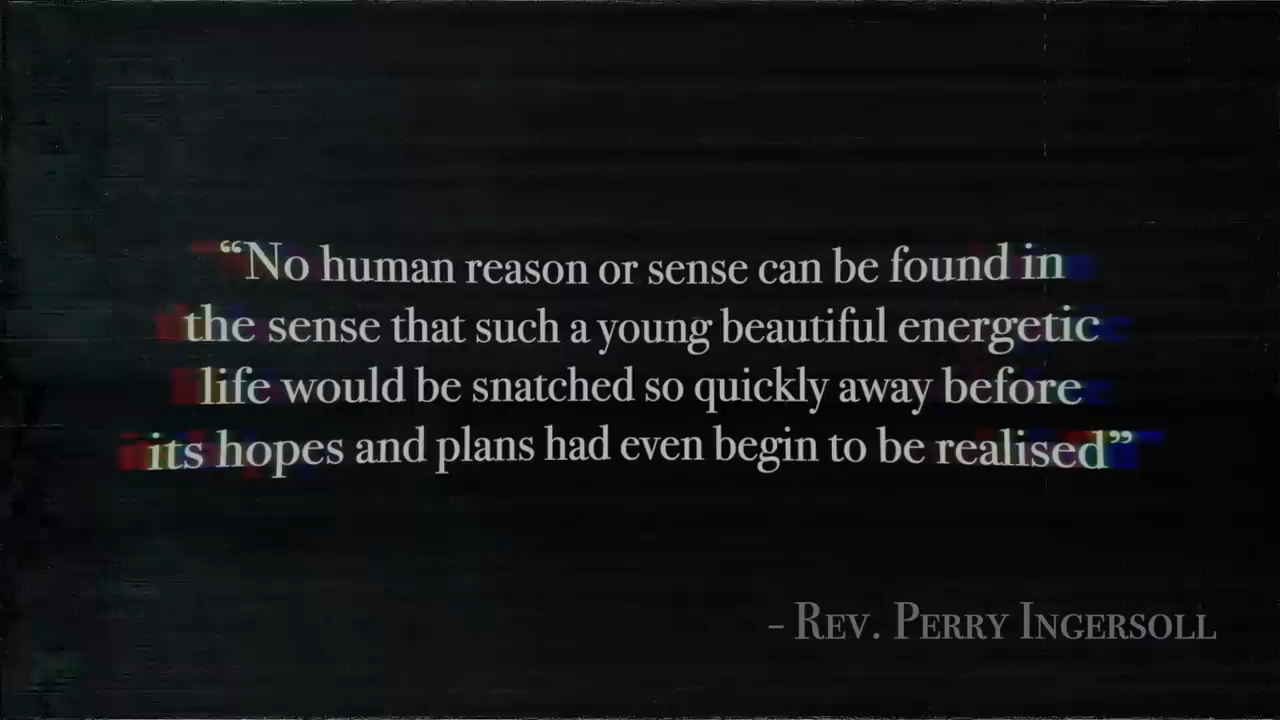 “No human reason or sense can be found in
the sense that such a young beautiful energetic
life would be snatched so quickly away before
its hopes and plans had even begin to be realised”
– Rev. Perry Ingersoll